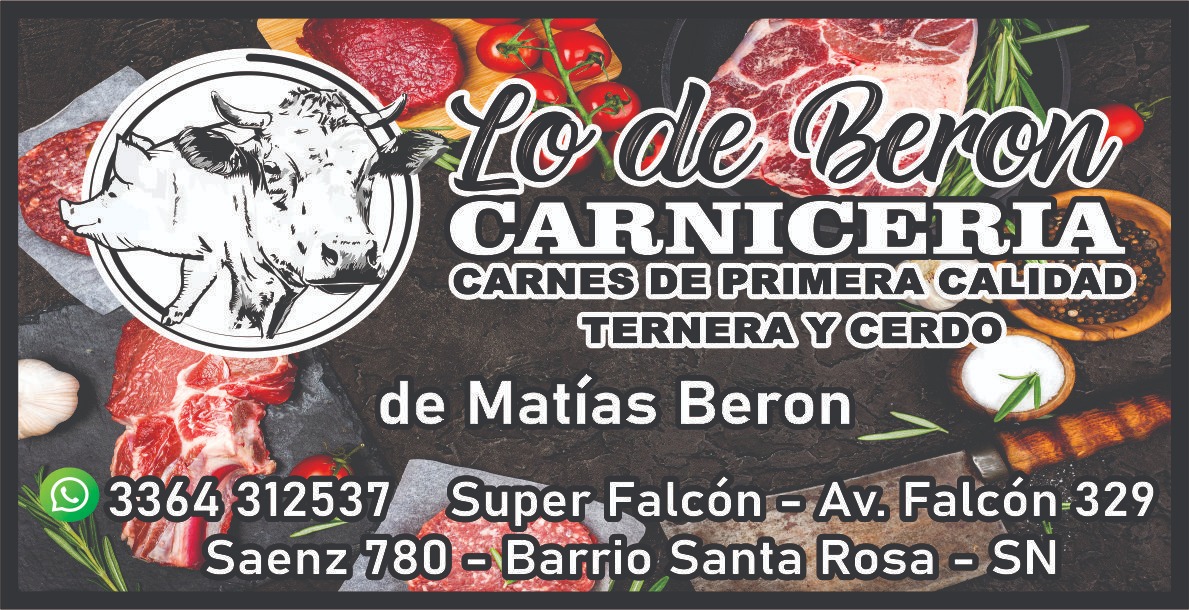 Lo de Beron
CARNICERIA
CARNES DE PRIMERA CALIDAD
TERNERA Y CERDO
de Matías Beron
3364 312537 Super Falcón - Av. Falcón 329
Saenz 780 - Barrio Santa Rosa - SN